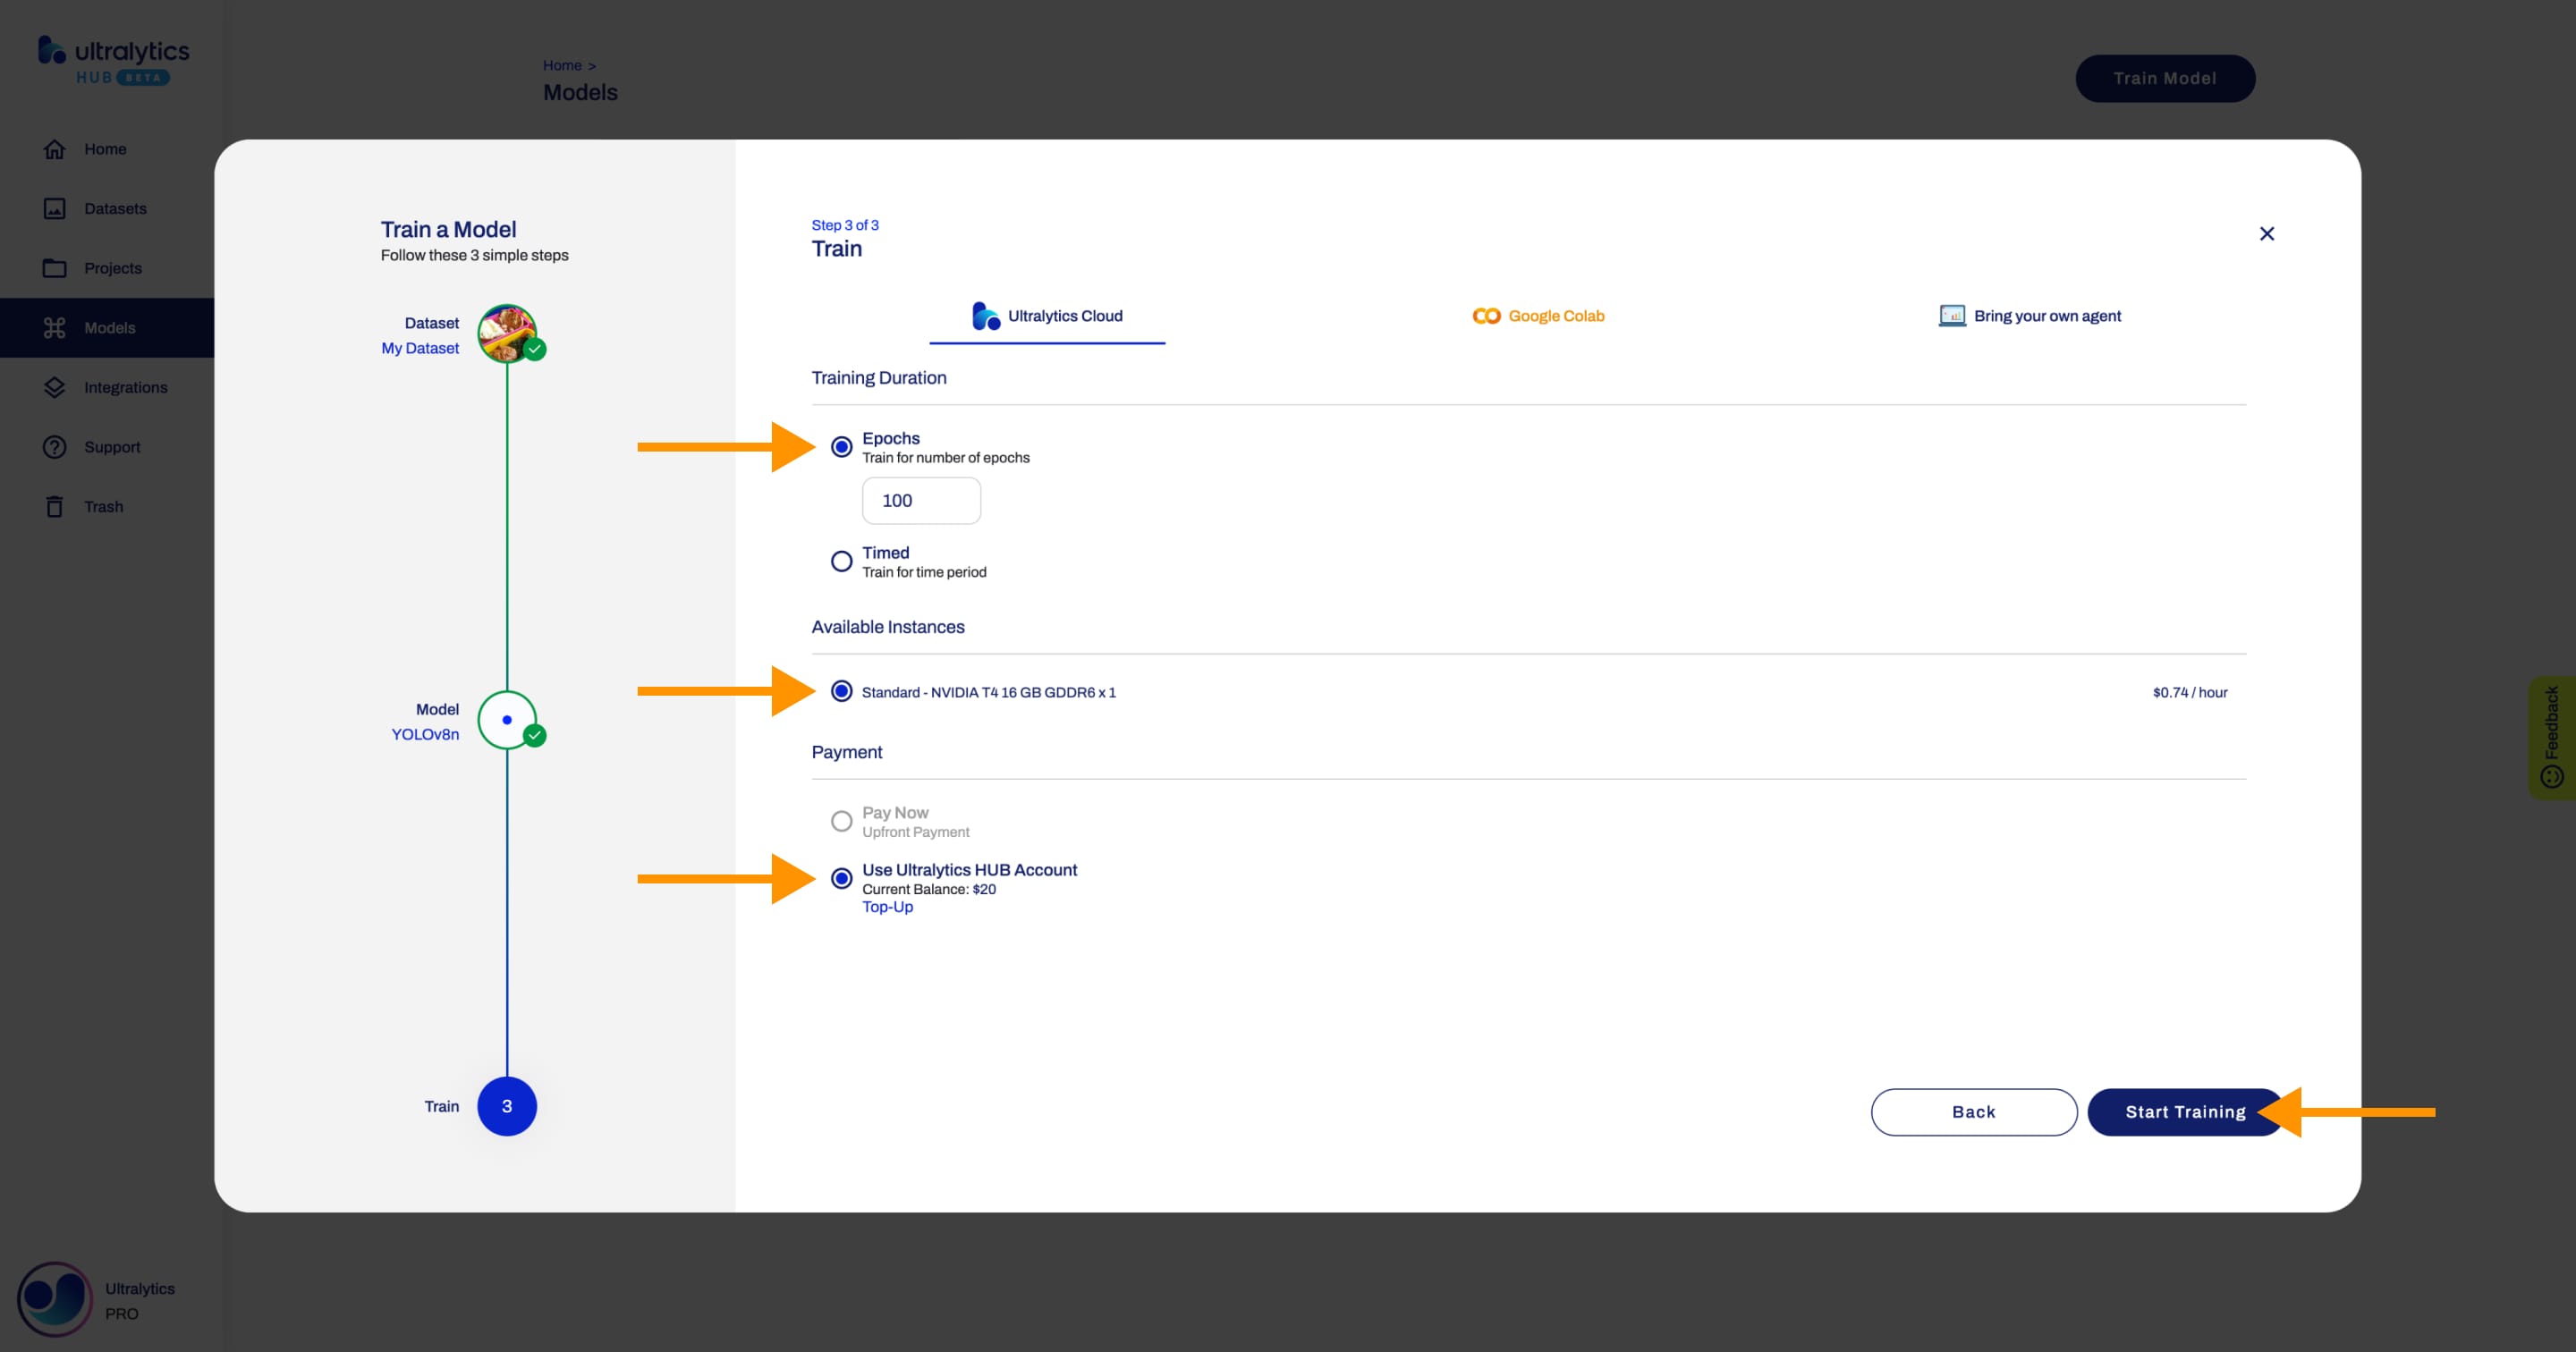 ultralytics
HUB BETA
Home
Datasets
Projects
Models
Integrations
Support
Trash
Ultralytics
PRO
Home >
Models
Train Model
Train a Model
Follow these 3 simple steps
Dataset
My Dataset
Model
YOLOv8n
Train
3
Step 3 of 3
Train
Ultralytics Cloud
Google Colab
Bring your own agent
Training Duration
Epochs
Train for number of epochs
100
Timed
Train for time period
Available Instances
Standard - NVIDIA T4 16 GB GDDR6 x 1
$0.74 / hour
Payment
Pay Now
Upfront Payment
Use Ultralytics HUB Account
Current Balance: $20
Top-Up
Back
Start Training
Feedback